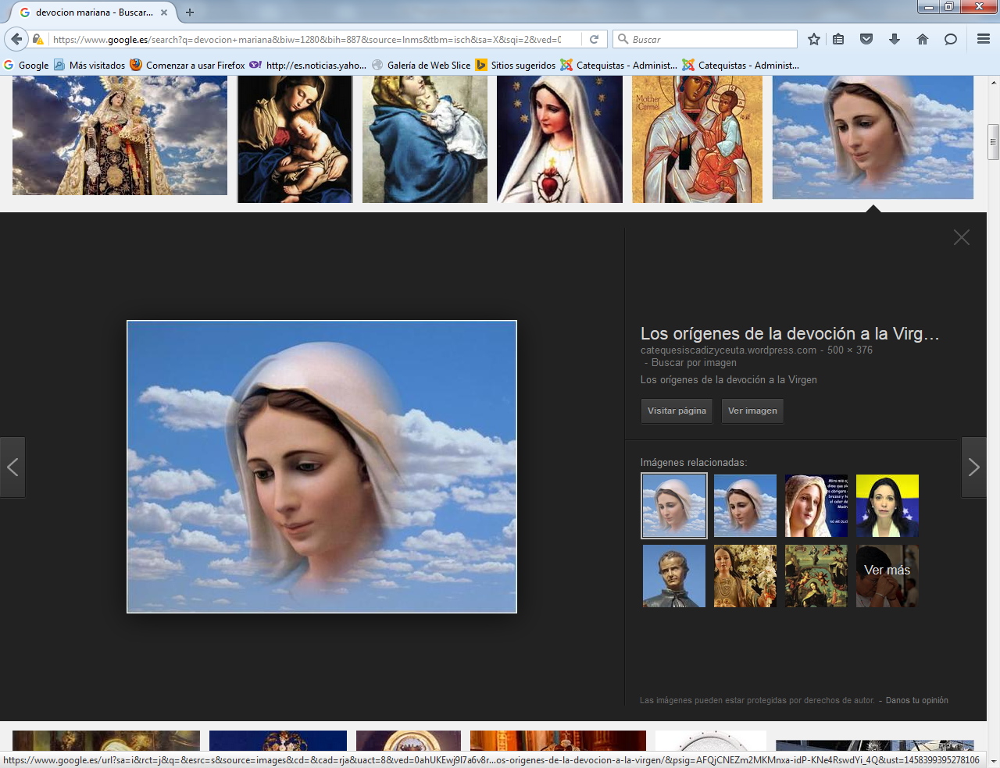 devocion mariana - Buscar...
https://www.google.es/search?q=devocion+mariana&biw=1280&bih=887&source=lnms&tbm=isch&sa=X&sqi=2&ved=0
Buscar
Google
Más visitados
Comenzar a usar Firefox
http://es.noticias.yaho...
Galería de Web Slice
Sitios sugeridos
Catequistas - Administ...
Catequistas - Administ...
Mother
Carmel
Los orígenes de la devoción a la Virg...
catequesiscadizyceuta.wordpress.com - 500 × 376
- Buscar por imagen
Los orígenes de la devoción a la Virgen
Visitar página
Ver imagen
Imágenes relacionadas:
Ver más
Las imágenes pueden estar protegidas por derechos de autor. - Danos tu opinión
https://www.google.es/url?sa=i&rct=j&q=&esrc=s&source=images&cd=&cad=rja&uact=8&ved=0ahUKEwj9l7a6v8r...os-origenes-de-la-devocion-a-la-virgen/&psig=AFQjCNEZm2MKMnxa-idP-KNe4RswdYi_4Q&ust=1458399395278106